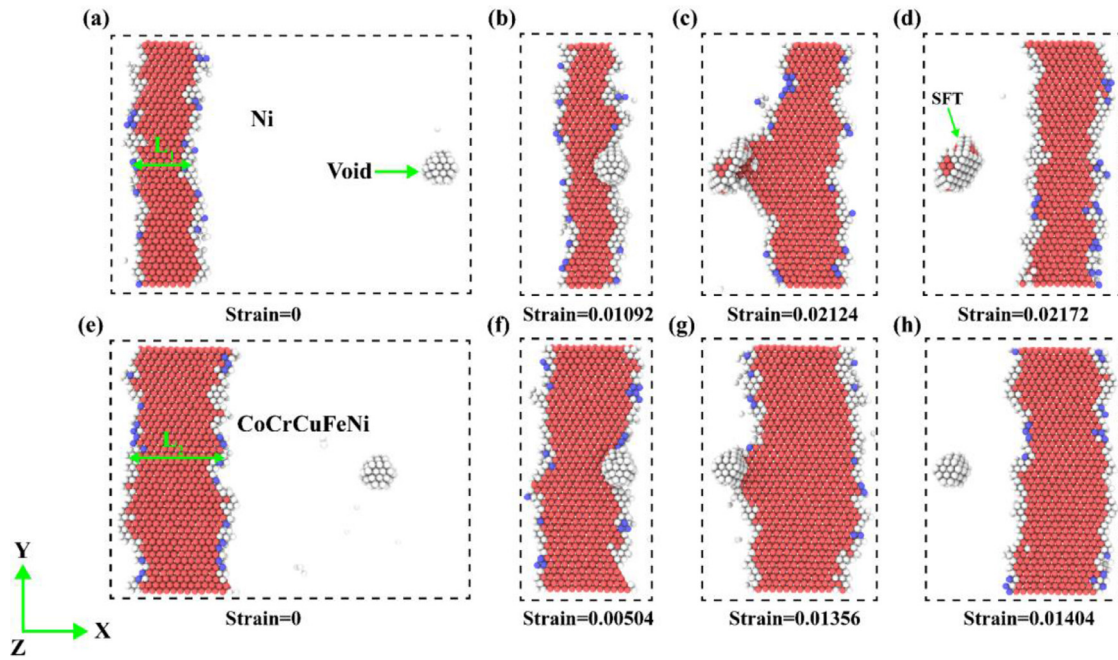 (a)
(b)
(c)
(d)
Ni
L₁
Void
SFT
Strain=0
Strain=0.01092
Strain=0.02124
Strain=0.02172
(e)
(f)
(g)
(h)
CoCrCuFeNi
Strain=0
Strain=0.00504
Strain=0.01356
Strain=0.01404
Y
Z
X